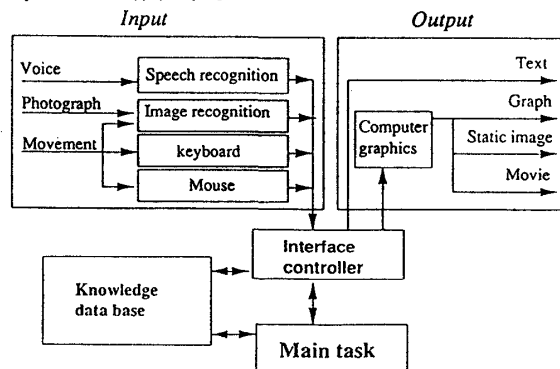 Input
Output
Voice
Speech recognition
Photograph
Image recognition
Movement
keyboard
Mouse
Text
Graph
Computer
graphics
Static image
Movie
Interface
controller
Knowledge
data base
Main task